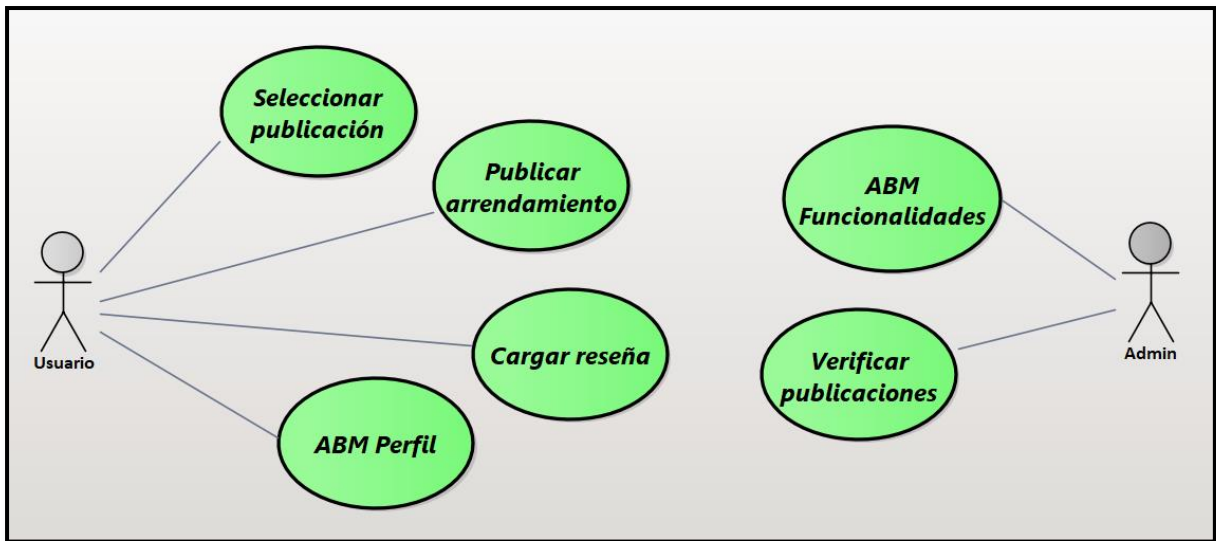 Seleccionar
publicación
Publicar
arrendamiento
ABM
Funcionalidades
Usuario
Admin
Cargar reseña
Verificar
publicaciones
ABM Perfil